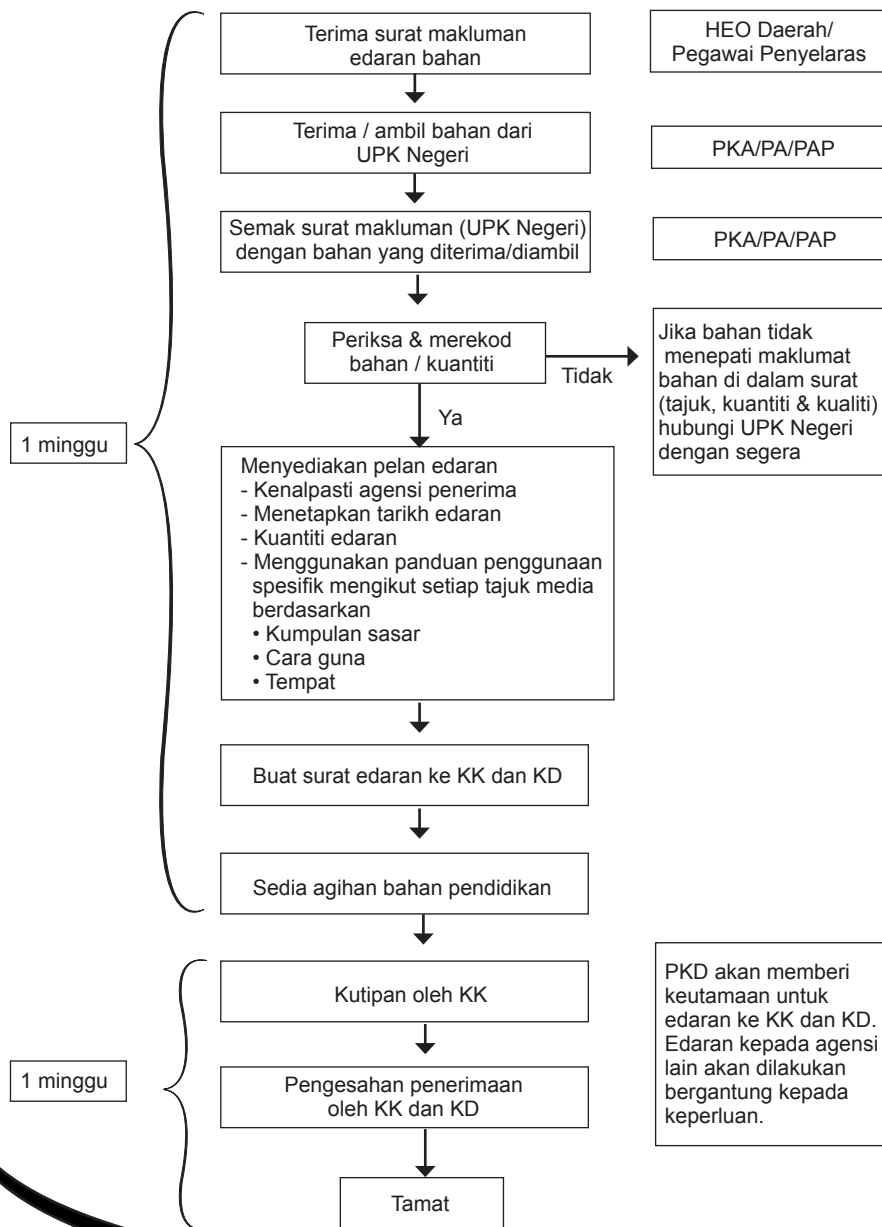 Terima surat makluman
edaran bahan
HEO Daerah/
Pegawai Penyelaras
Terima / ambil bahan dari
UPK Negeri
PKA/PA/PAP
Semak surat makluman (UPK Negeri)
dengan bahan yang diterima/diambil
PKA/PA/PAP
Periksa & merekod
bahan / kuantiti
Tidak
Jika bahan tidak
menepati maklumat
bahan di dalam surat
(tajuk, kuantiti & kualiti)
hubungi UPK Negeri
dengan segera
Ya
1 minggu
Menyediakan pelan edaran
- Kenalpasti agensi penerima
- Menetapkan tarikh edaran
- Kuantiti edaran
- Menggunakan panduan penggunaan
spesifik mengikut setiap tajuk media
berdasarkan
• Kumpulan sasar
• Cara guna
• Tempat
Buat surat edaran ke KK dan KD
Sedia agihan bahan pendidikan
Kutipan oleh KK
PKD akan memberi
keutamaan untuk
edaran ke KK dan KD.
Edaran kepada agensi
lain akan dilakukan
bergantung kepada
keperluan.
1 minggu
Pengesahan penerimaan
oleh KK dan KD
Tamat